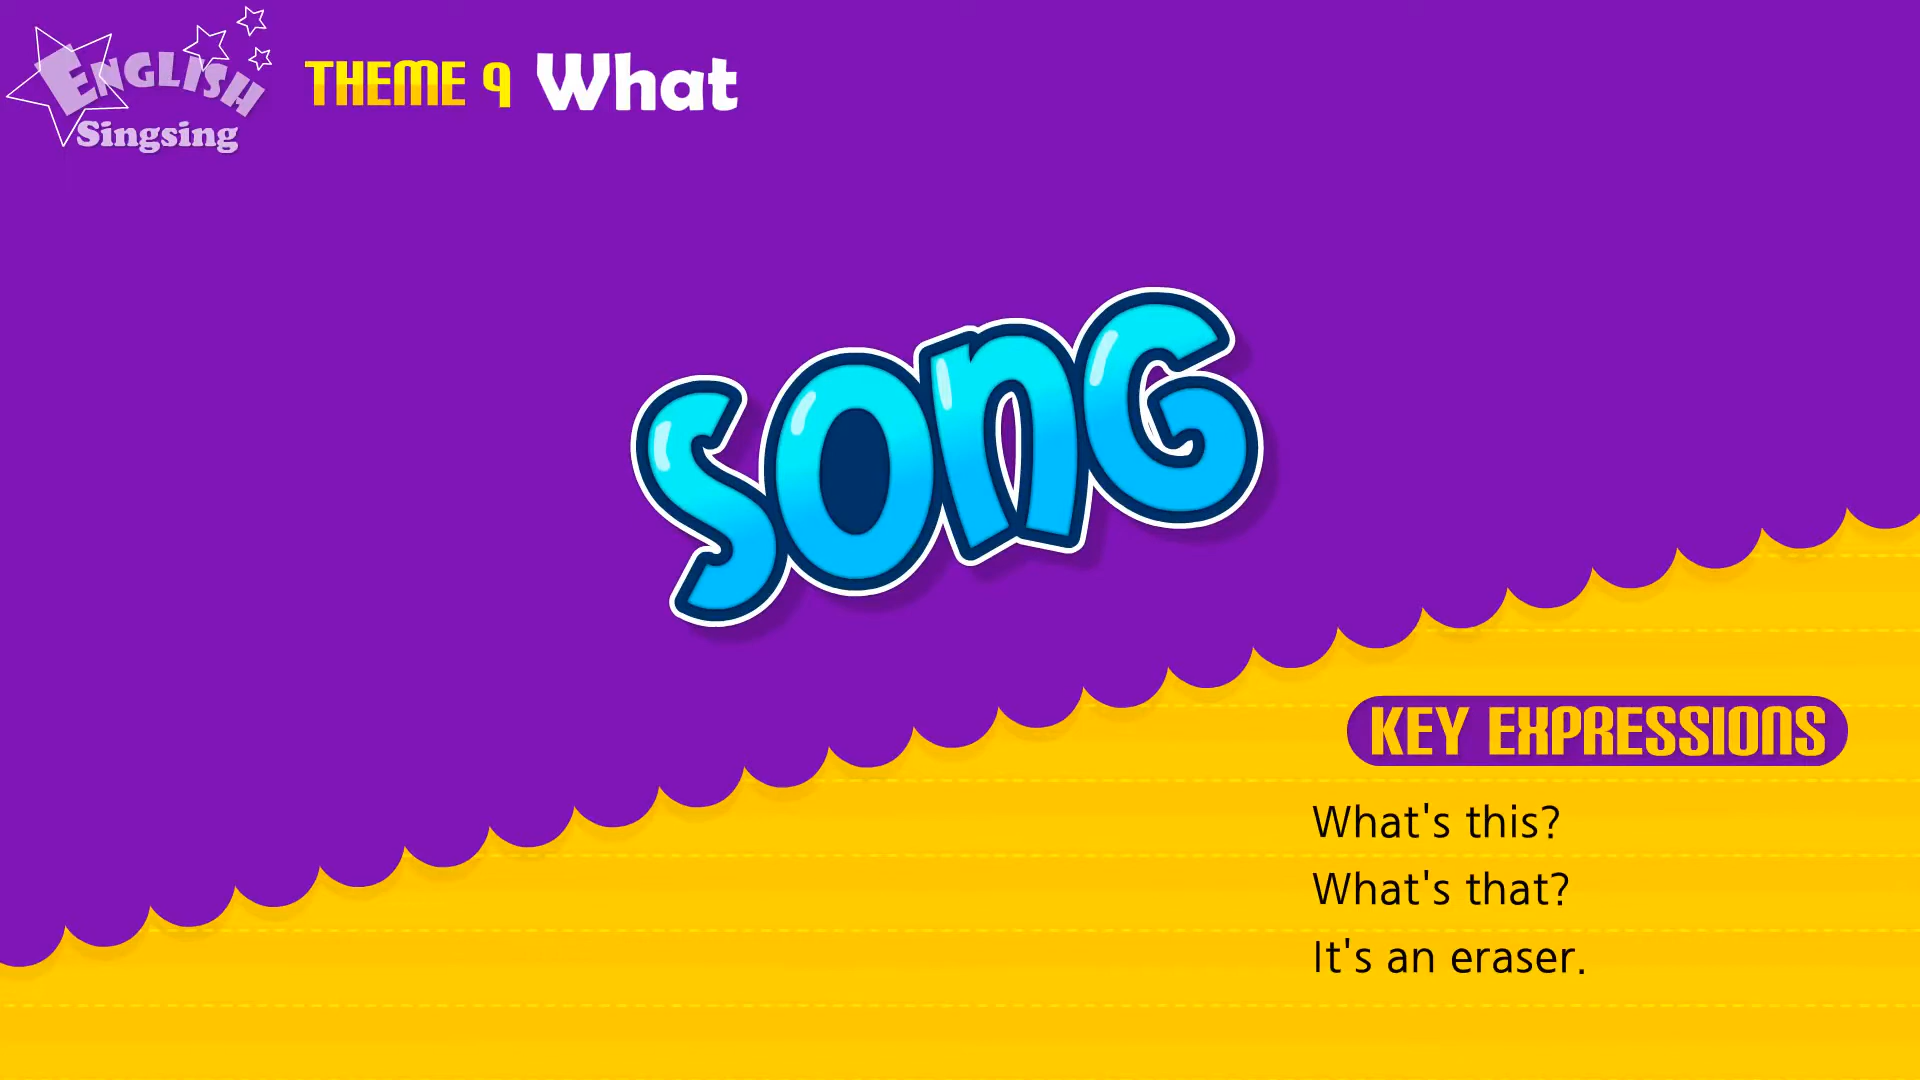 ENGLISH
Singsing
THEME 9 What
SONG
KEY EXPRESSIONS
What's this?
What's that?
It's an eraser.